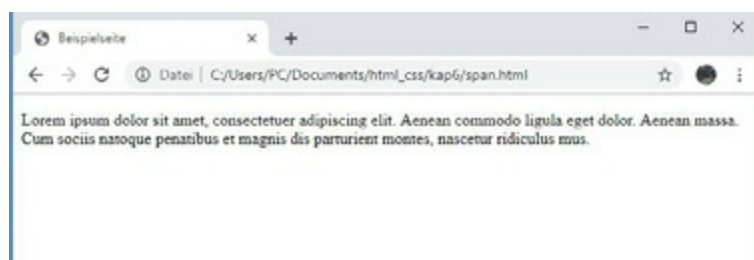 Beispielseite
Datei | C:/Users/PC/Documents/html_css/kap6/span.html
Lorem ipsum dolor sit amet, consectetuer adipiscing elit. Aenean commodo ligula eget dolor. Aenean massa.
Cum sociis natoque penatibus et magnis dis parturient montes, nascetur ridiculus mus.